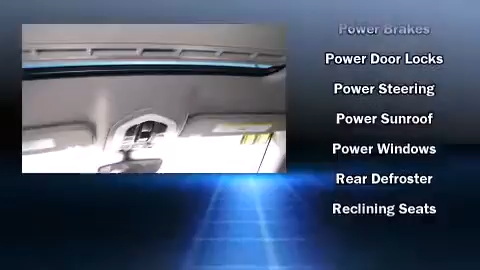 Power Brakes
Power Door Locks
Power Steering
Power Sunroof
Power Windows
Rear Defroster
Reclining Seats